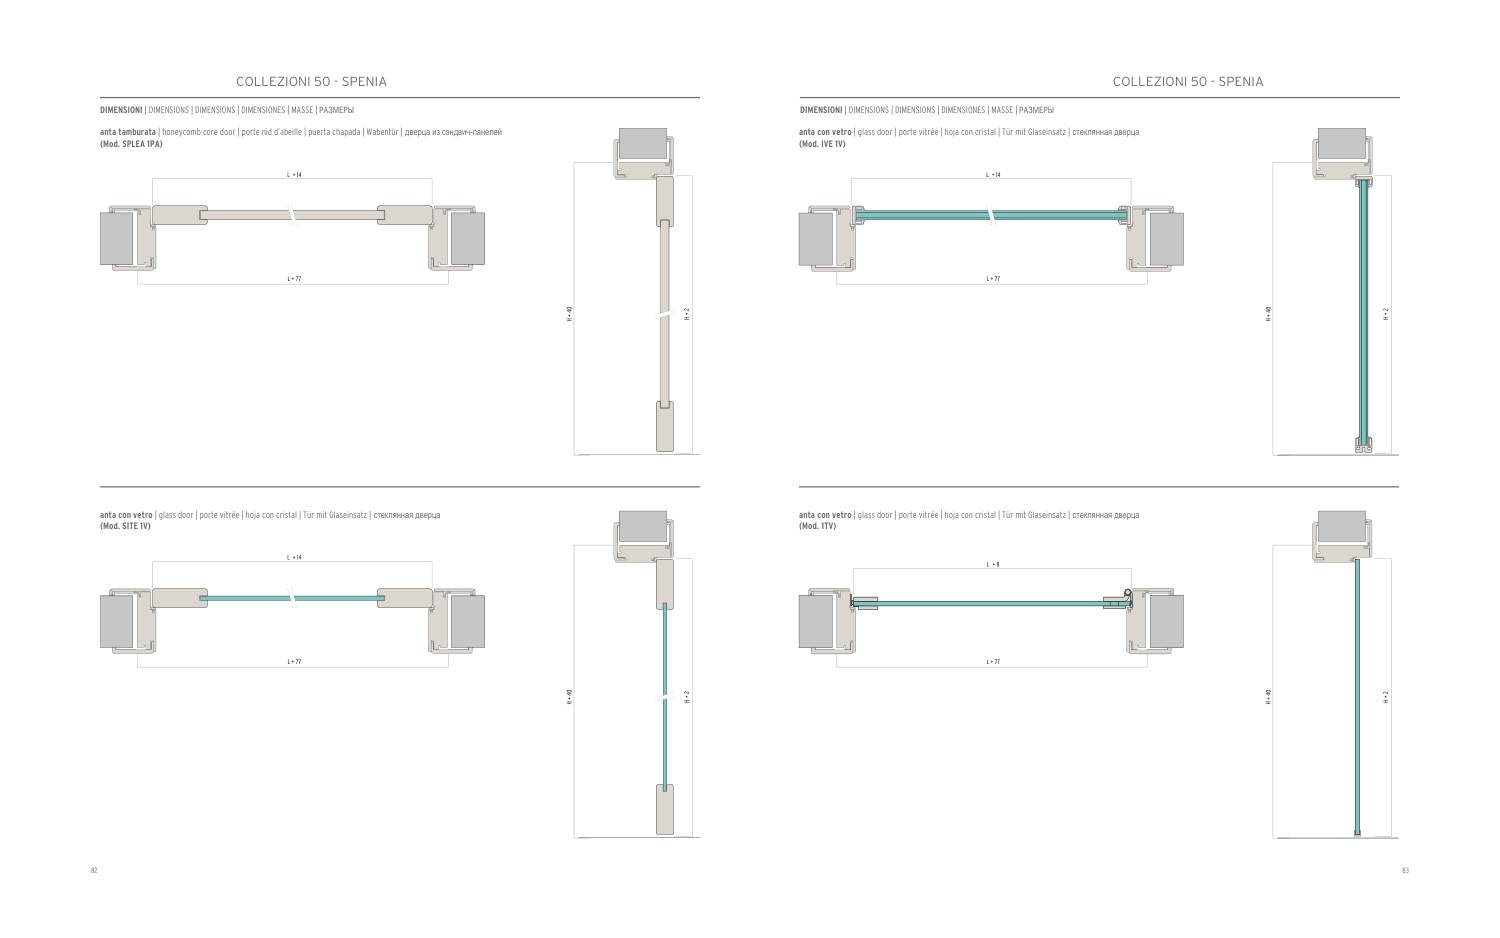 COLLEZIONI 50 - SPENIA
DIMENSIONI | DIMENSIONS | DIMENSIONS | DIMENSIONES | MASSE | РАЗМЕРЫ
anta tamburata | honeycomb core door | porte nid d'abeille | puerta chapada | Wabentür | дверца из сэндвич-панелей
(Mod. SPLEA 1PA)
L + 14
L + 77
H + 40
H + 2
anta con vetro | glass door | porte vitrée | hoja con cristal | Tür mit Glaseinsatz | стеклянная дверца
(Mod. SITE 1V)
L + 14
L + 77
H + 40
H + 2
82
COLLEZIONI 50 - SPENIA
DIMENSIONI | DIMENSIONS | DIMENSIONS | DIMENSIONES | MASSE | РАЗМЕРЫ
anta con vetro | glass door | porte vitrée | hoja con cristal | Tür mit Glaseinsatz | стеклянная дверца
(Mod. IVE 1V)
L + 14
L + 77
H + 40
H + 2
anta con vetro | glass door | porte vitrée | hoja con cristal | Tür mit Glaseinsatz | стеклянная дверца
(Mod. 1TV)
L + 8
L + 77
H + 40
H + 2
83